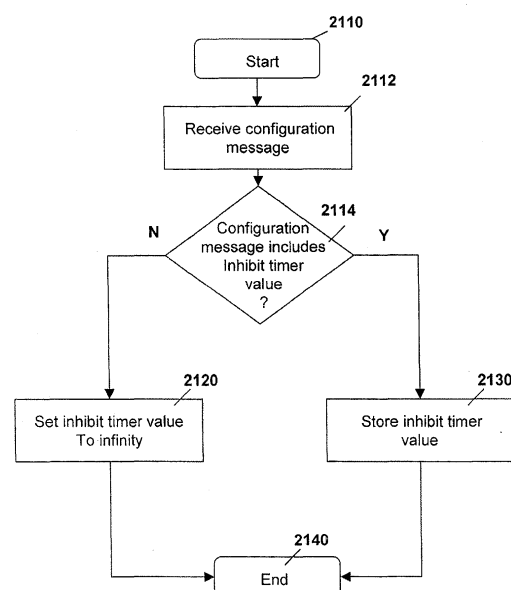 2110
Start
2112
Receive configuration
message
2114
Configuration
message includes
Inhibit timer
value
?
N
Y
2120
Set inhibit timer value
To infinity
2130
Store inhibit timer
value
2140
End